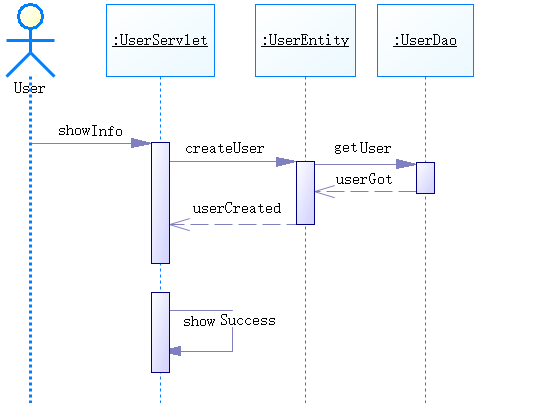 :UserServlet
:UserEntity
:UserDao
User
showInfo
createUser
getUser
userGot
userCreated
show Success